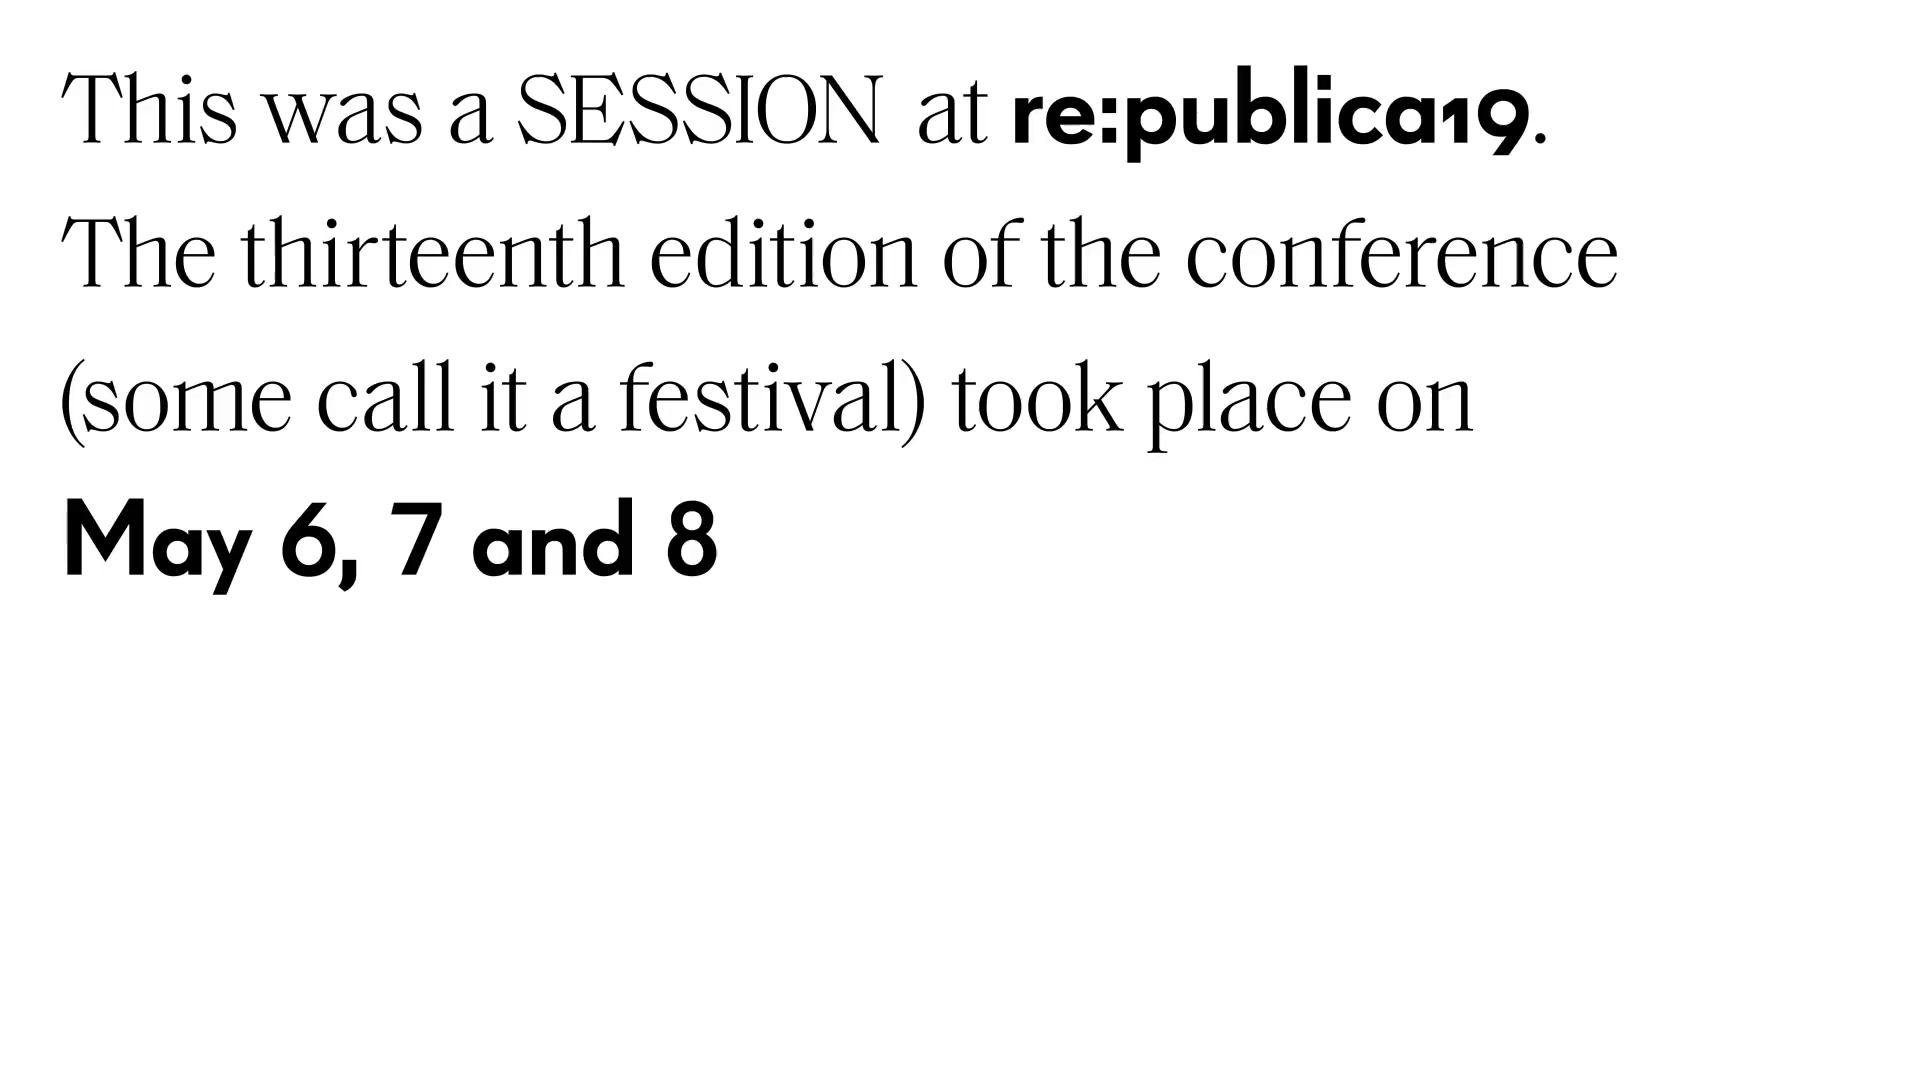 This was a SESSION at re:publica19.
The thirteenth edition of the conference
(some call it a festival) took place on
May 6, 7 and 8